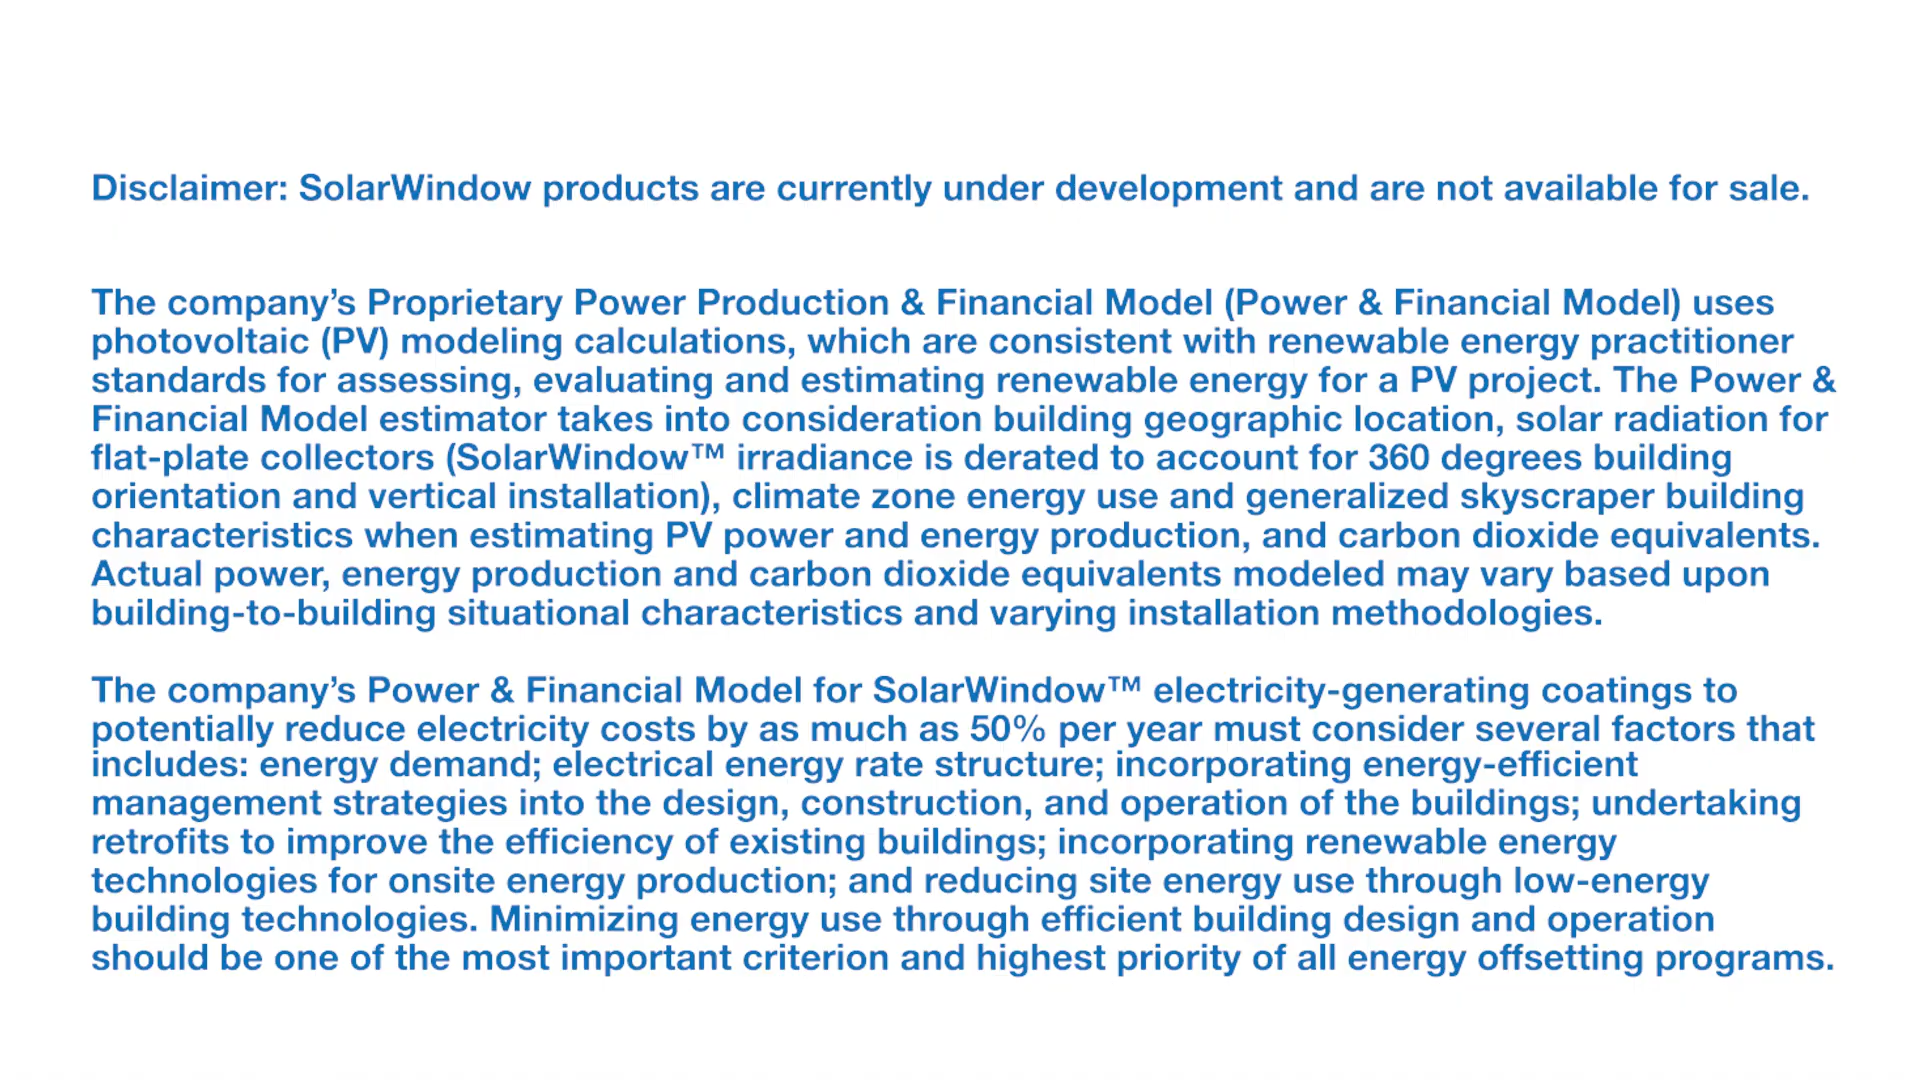 Disclaimer: SolarWindow products are currently under development and are not available for sale.
The company’s Proprietary Power Production & Financial Model (Power & Financial Model) uses
photovoltaic (PV) modeling calculations, which are consistent with renewable energy practitioner
standards for assessing, evaluating and estimating renewable energy for a PV project. The Power &
Financial Model estimator takes into consideration building geographic location, solar radiation for
flat-plate collectors (SolarWindow™ irradiance is derated to account for 360 degrees building
orientation and vertical installation), climate zone energy use and generalized skyscraper building
characteristics when estimating PV power and energy production, and carbon dioxide equivalents.
Actual power, energy production and carbon dioxide equivalents modeled may vary based upon
building-to-building situational characteristics and varying installation methodologies.
The company’s Power & Financial Model for SolarWindow™ electricity-generating coatings to
potentially reduce electricity costs by as much as 50% per year must consider several factors that
includes: energy demand; electrical energy rate structure; incorporating energy-efficient
management strategies into the design, construction, and operation of the buildings; undertaking
retrofits to improve the efficiency of existing buildings; incorporating renewable energy
technologies for onsite energy production; and reducing site energy use through low-energy
building technologies. Minimizing energy use through efficient building design and operation
should be one of the most important criterion and highest priority of all energy offsetting programs.